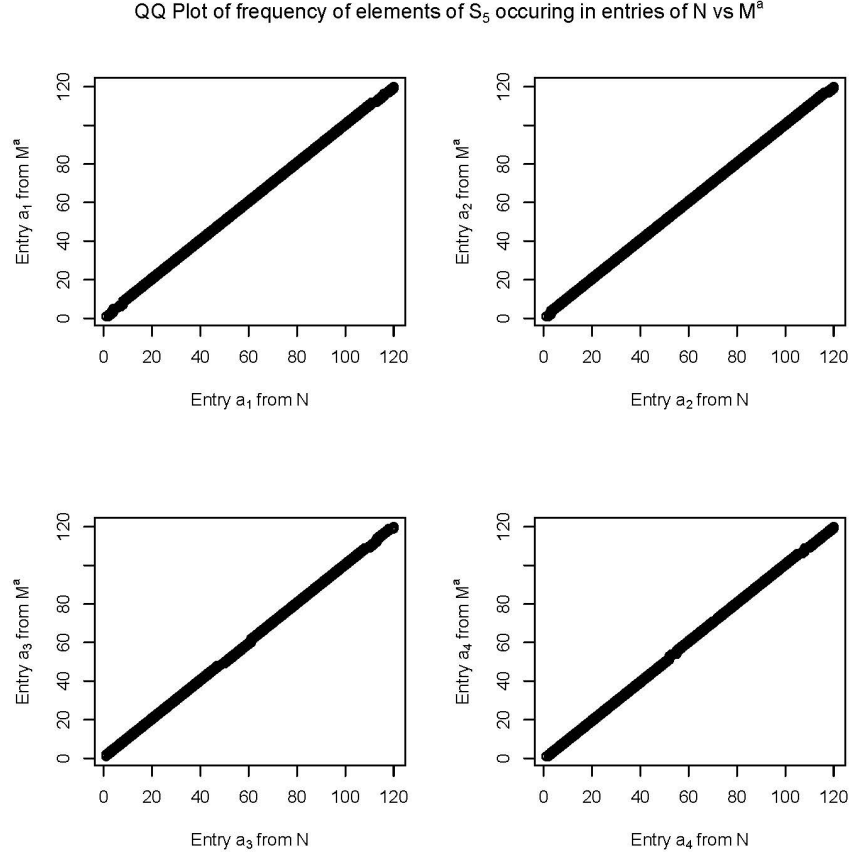 QQ Plot of frequency of elements of S5 occuring in entries of N vs Mª
Entry a1 from Mª
0 20 40 60 80 120
0 20 40 60 80 100 120
Entry a1 from N
Entry a2 from Mª
0 20 40 60 80 120
0 20 40 60 80 100 120
Entry a2 from N
Entry a3 from Mª
0 20 40 60 80 120
0 20 40 60 80 100 120
Entry a3 from N
Entry a4 from Mª
0 20 40 60 80 120
0 20 40 60 80 100 120
Entry a4 from N